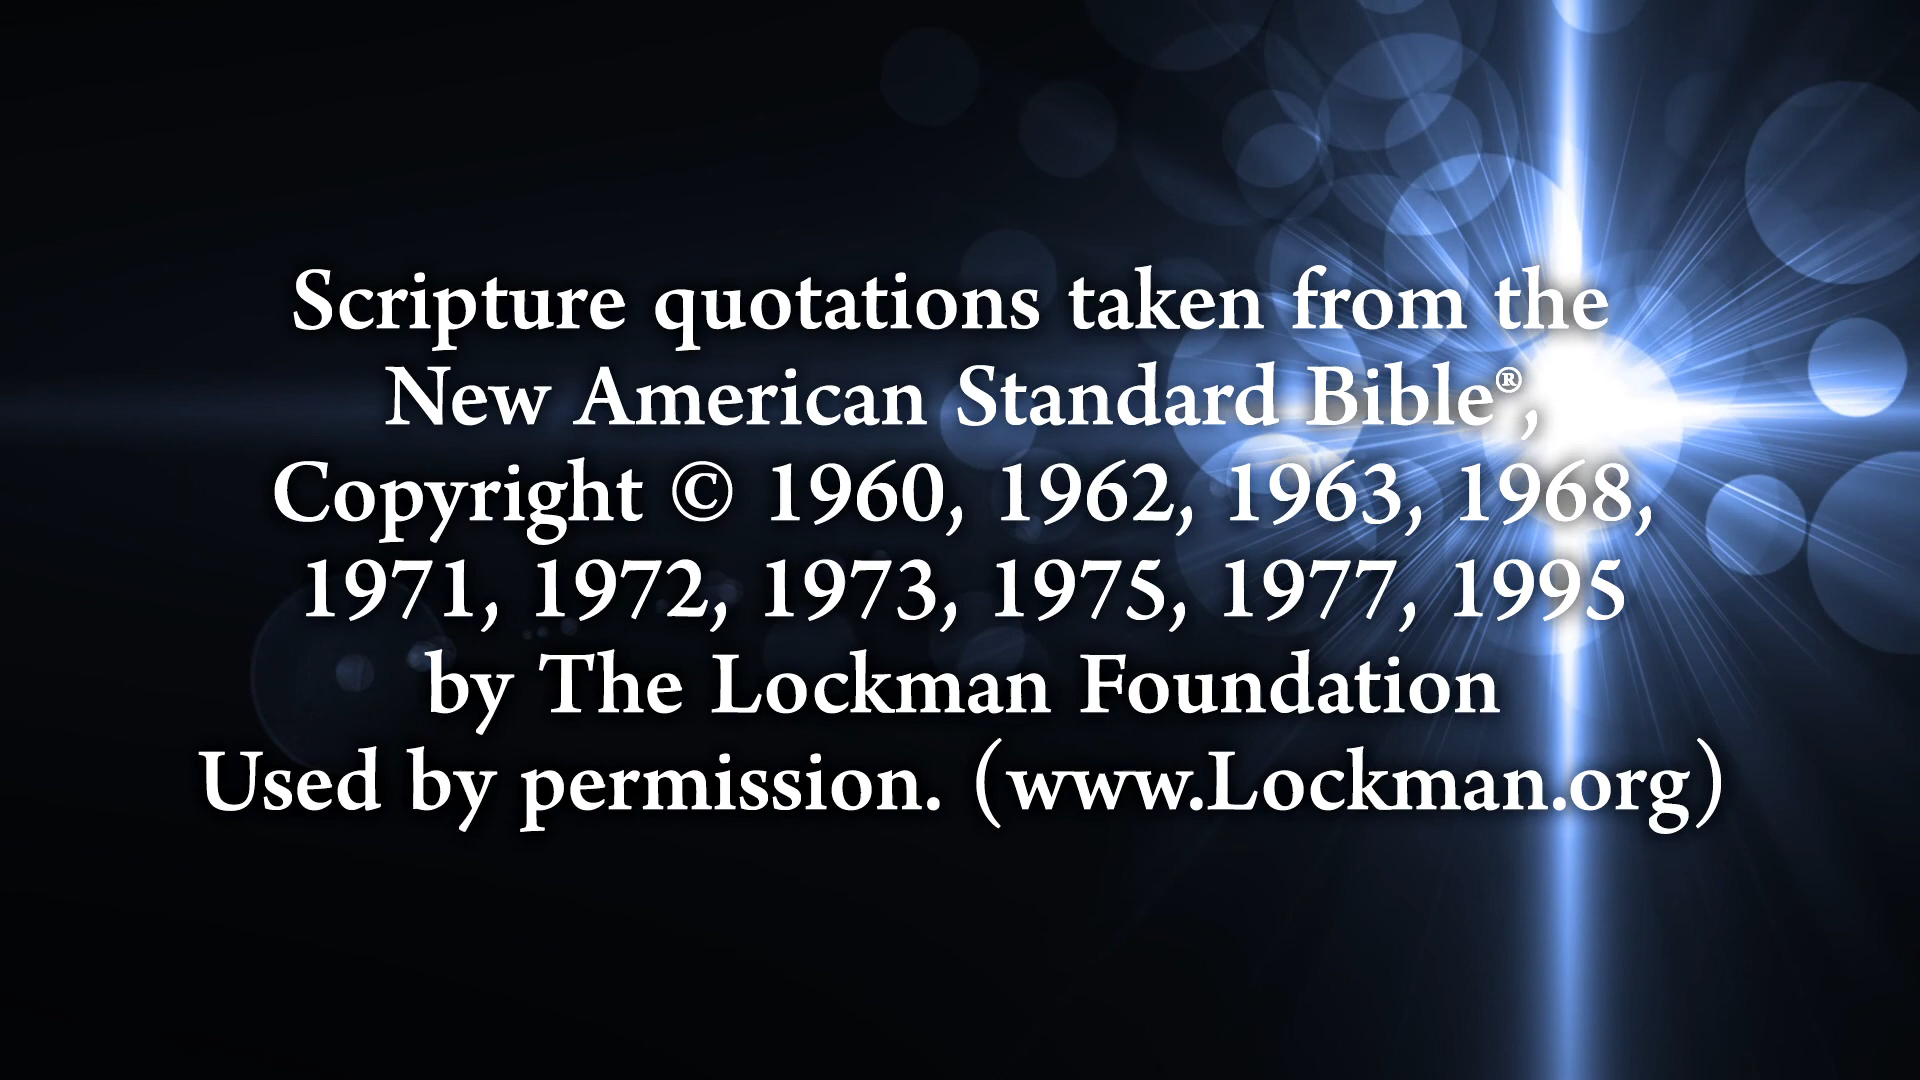 Scripture quotations taken from the
New American Standard Bible®,
Copyright © 1960, 1962, 1963, 1968,
1971, 1972, 1973, 1975, 1977, 1995
by The Lockman Foundation
Used by permission. (www.Lockman.org)